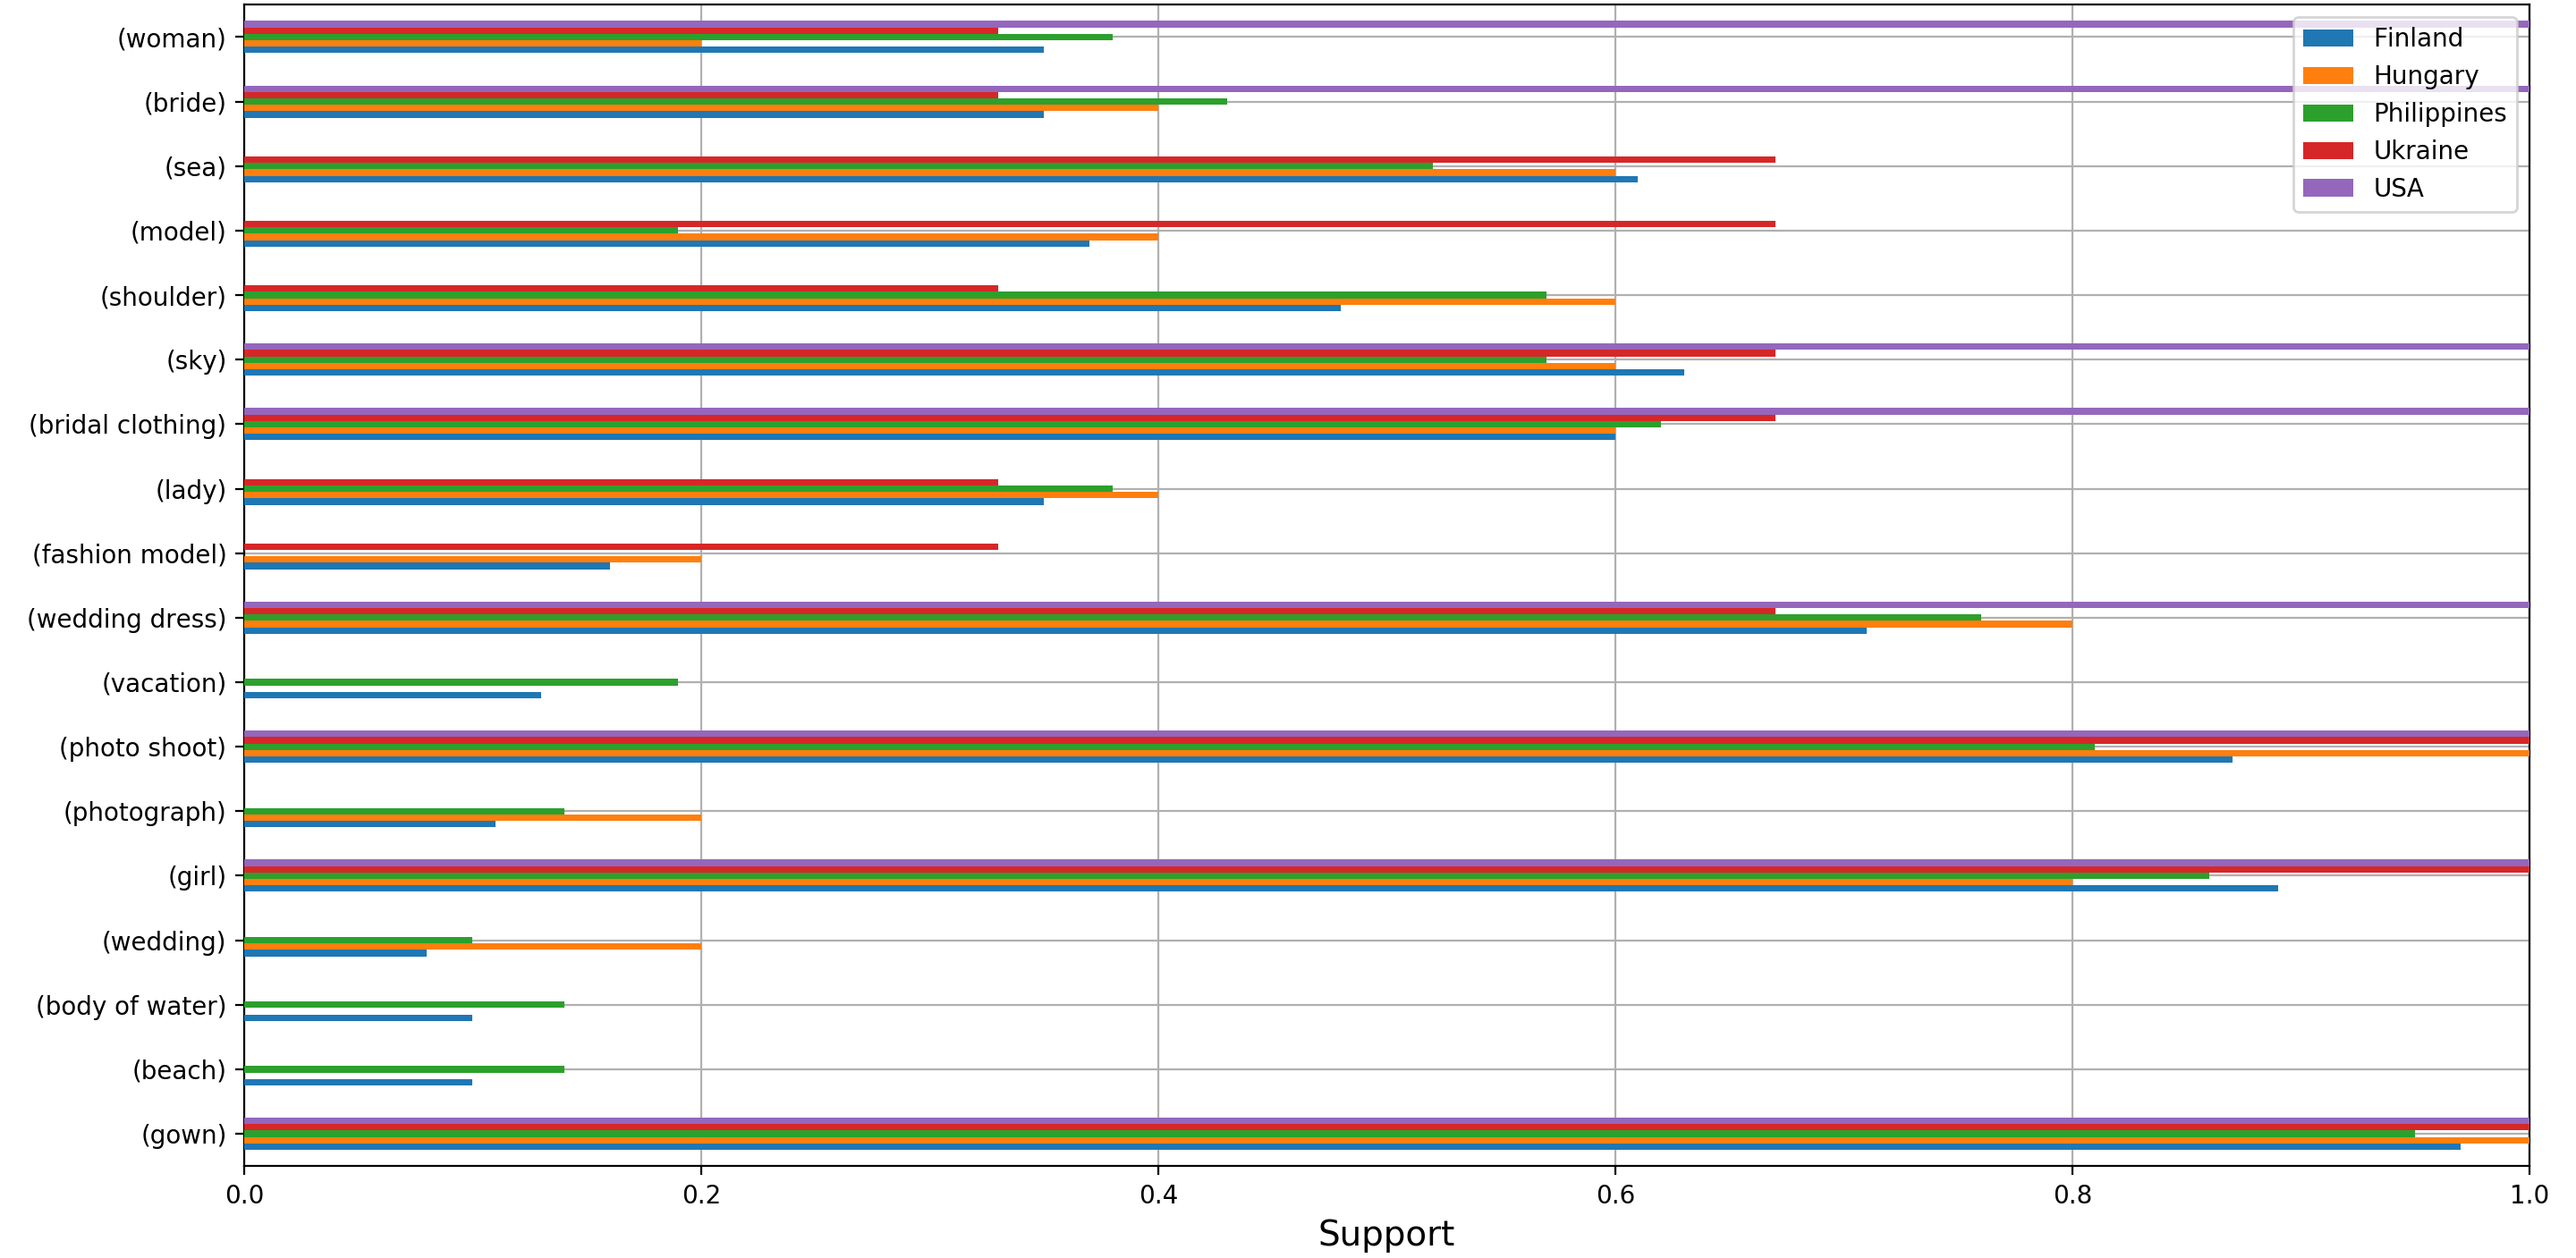 (woman)
(bride)
(sea)
(model)
(shoulder)
(sky)
(bridal clothing)
(lady)
(fashion model)
(wedding dress)
(vacation)
(photo shoot)
(photograph)
(girl)
(wedding)
(body of water)
(beach)
(gown)
Finland
Hungary
Philippines
Ukraine
USA
0.0 0.2 0.4 0.6 0.8 1.0
Support